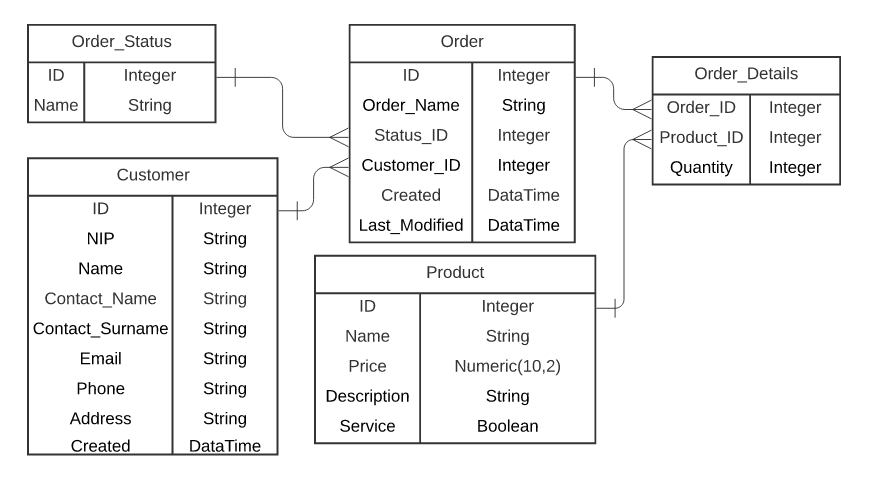 Order_Status
ID Integer
Name String
Order
ID Integer
Order_Name String
Status_ID Integer
Customer_ID Integer
Created DataTime
Last_Modified DataTime
Order_Details
Order_ID Integer
Product_ID Integer
Quantity Integer
Customer
ID Integer
NIP String
Name String
Contact_Name String
Contact_Surname String
Email String
Phone String
Address String
Created DataTime
Product
ID Integer
Name String
Price Numeric(10,2)
Description String
Service Boolean